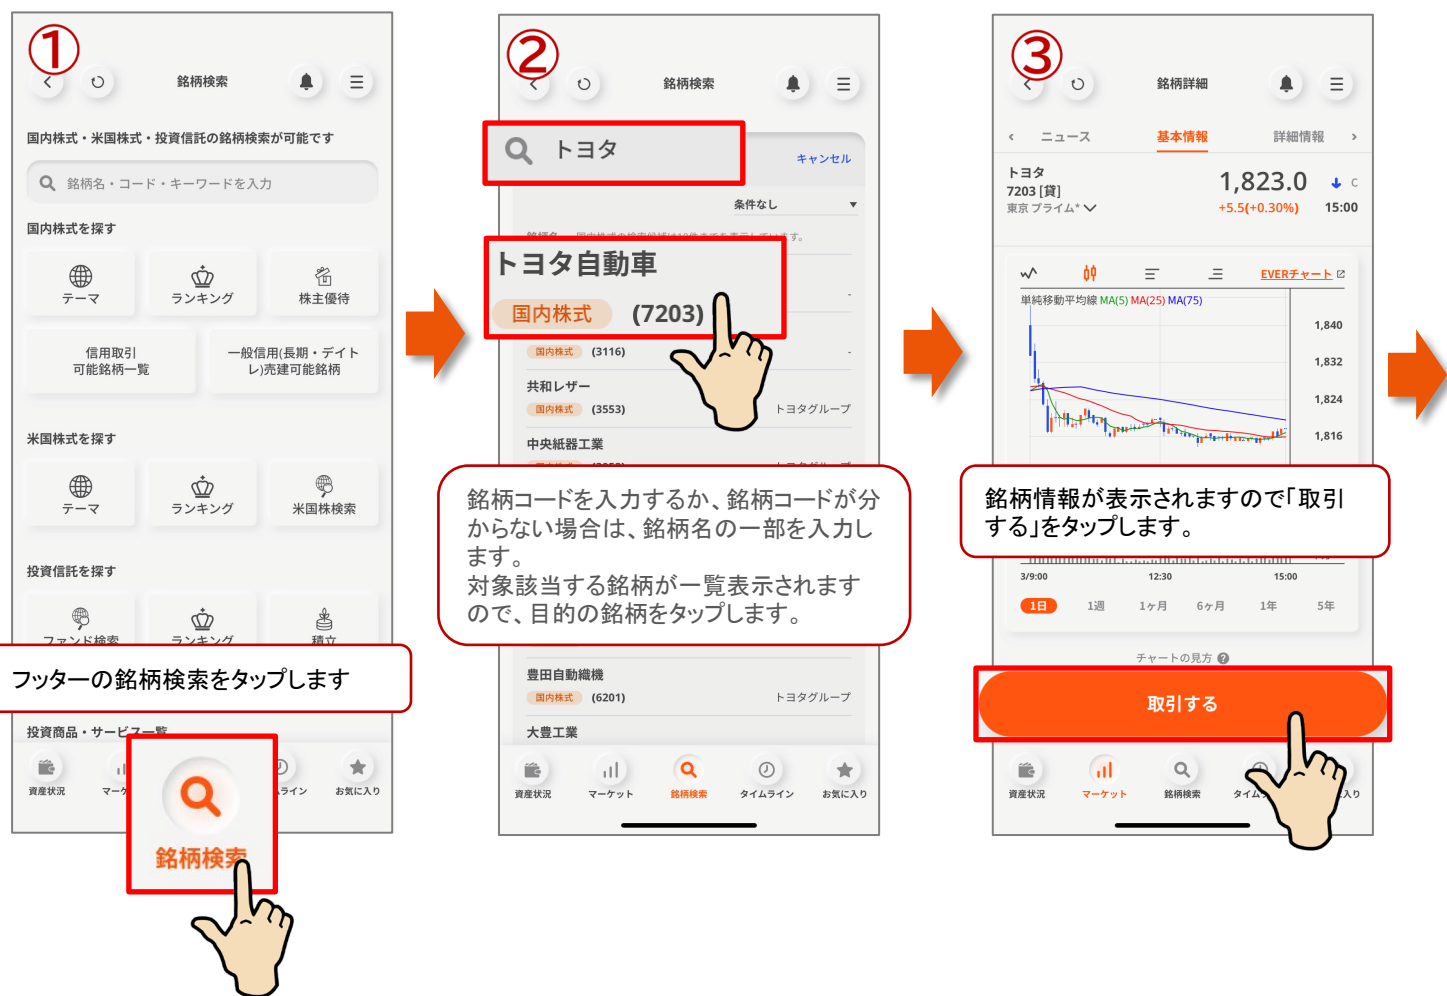 ①
銘柄検索
国内株式・米国株式・投資信託の銘柄検索が可能です
銘柄名・コード・キーワードを入力
国内株式を探す
テーマ
ランキング
株主優待
信用取引
可能銘柄一覧
一般信用(長期・デイト
レ)売建可能銘柄
米国株式を探す
テーマ
ランキング
米国株検索
投資信託を探す
ファンド検索
ランキング
積立
フッターの銘柄検索をタップします
投資商品・サービス一覧
資産状況
お気に入り
銘柄検索
②
銘柄検索
トヨタ
キャンセル
条件なし
トヨタ自動車
国内株式 (7203)
-
国内株式 (3116)
-
共和レザー
国内株式 (3553)
トヨタグループ
中央紙器工業
銘柄コードを入力するか、銘柄コードが分
からない場合は、銘柄名の一部を入力し
ます。
対象該当する銘柄が一覧表示されます
ので、目的の銘柄をタップします。
豊田自動織機
国内株式 (6201)
トヨタグループ
大豊工業
資産状況
マーケット
銘柄検索
タイムライン
お気に入り
③
銘柄詳細
ニュース
基本情報
詳細情報
トヨタ
7203 [貸]
東京 プライム*
1,823.0
C
+5.5(+0.30%)
15:00
EVERチャート
単純移動平均線 MA(5) MA(25) MA(75)
1,840
1,832
1,824
1,816
銘柄情報が表示されますので「取引
する」をタップします。
3/9:00
12:30
15:00
1日
1週
1ヶ月
6ヶ月
1年
5年
チャートの見方 ?
取引する
資産状況
マーケット
銘柄検索